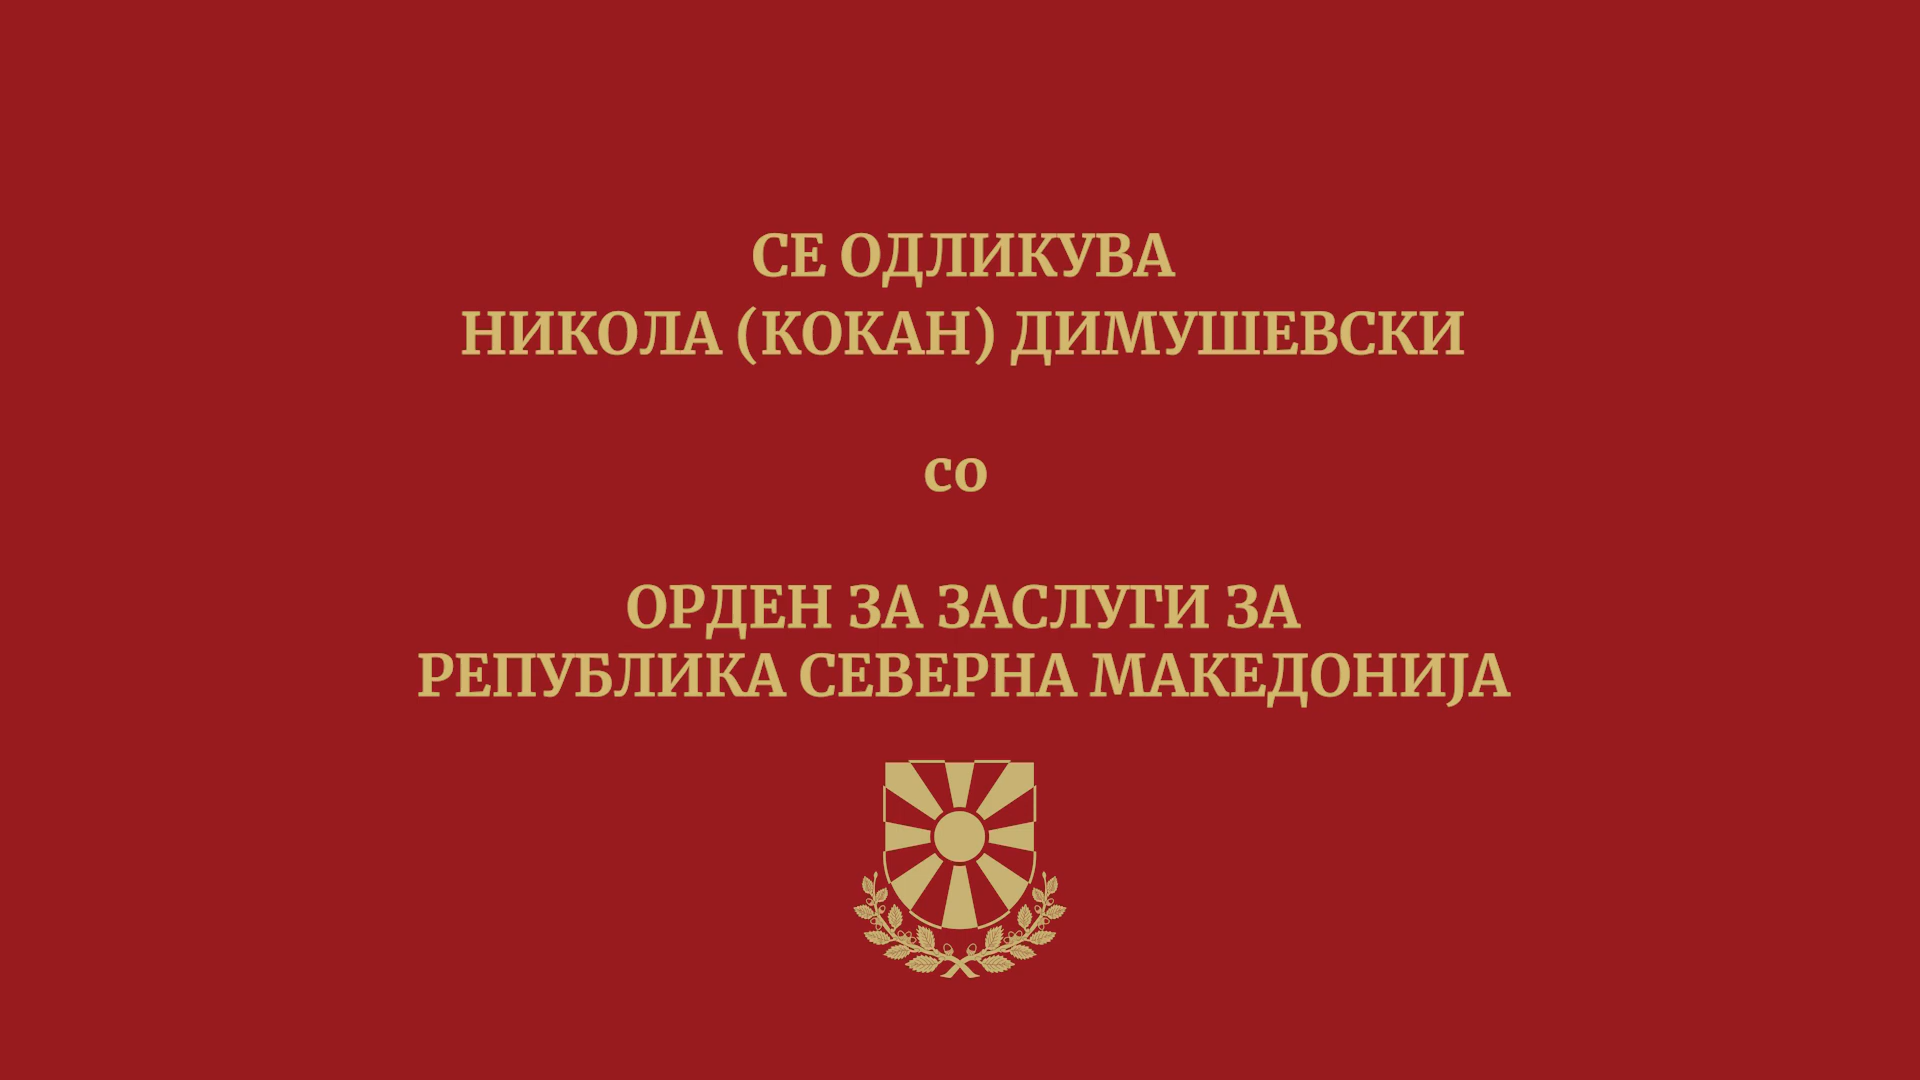 СЕ ОДЛИКУВА
НИКОЛА (КОКАН) ДИМУШЕВСКИ
со
ОРДЕН ЗА ЗАСЛУГИ ЗА
РЕПУБЛИКА СЕВЕРНА МАКЕДОНИЈА